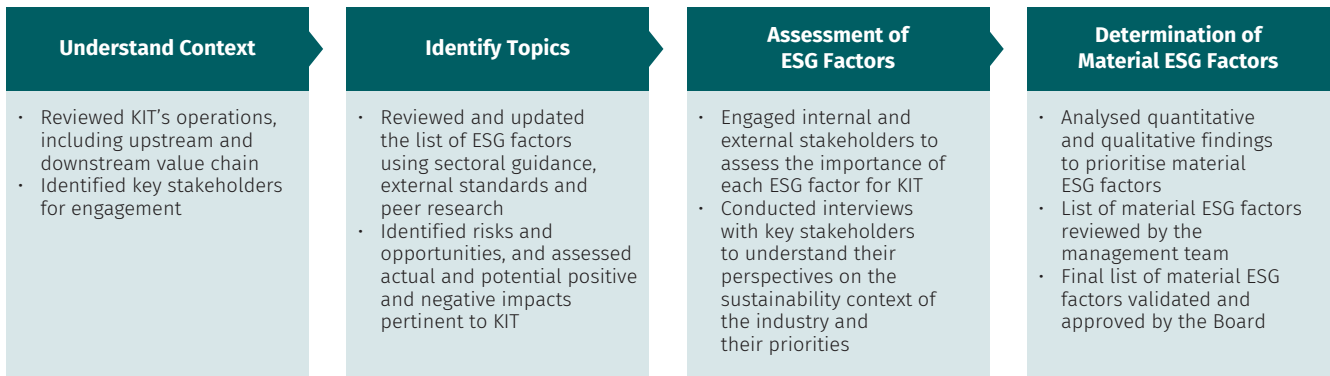 Understand Context
• Reviewed KIT’s operations,
including upstream and
downstream value chain
• Identified key stakeholders
for engagement
Identify Topics
• Reviewed and updated
the list of ESG factors
using sectoral guidance,
external standards and
peer research
• Identified risks and
opportunities, and assessed
actual and potential positive
and negative impacts
pertinent to KIT
Assessment of
ESG Factors
• Engaged internal and
external stakeholders to
assess the importance of
each ESG factor for KIT
• Conducted interviews
with key stakeholders
to understand their
perspectives on the
sustainability context of
the industry and
their priorities
Determination of
Material ESG Factors
• Analysed quantitative
and qualitative findings
to prioritise material
ESG factors
• List of material ESG factors
reviewed by the
management team
• Final list of material ESG
factors validated and
approved by the Board